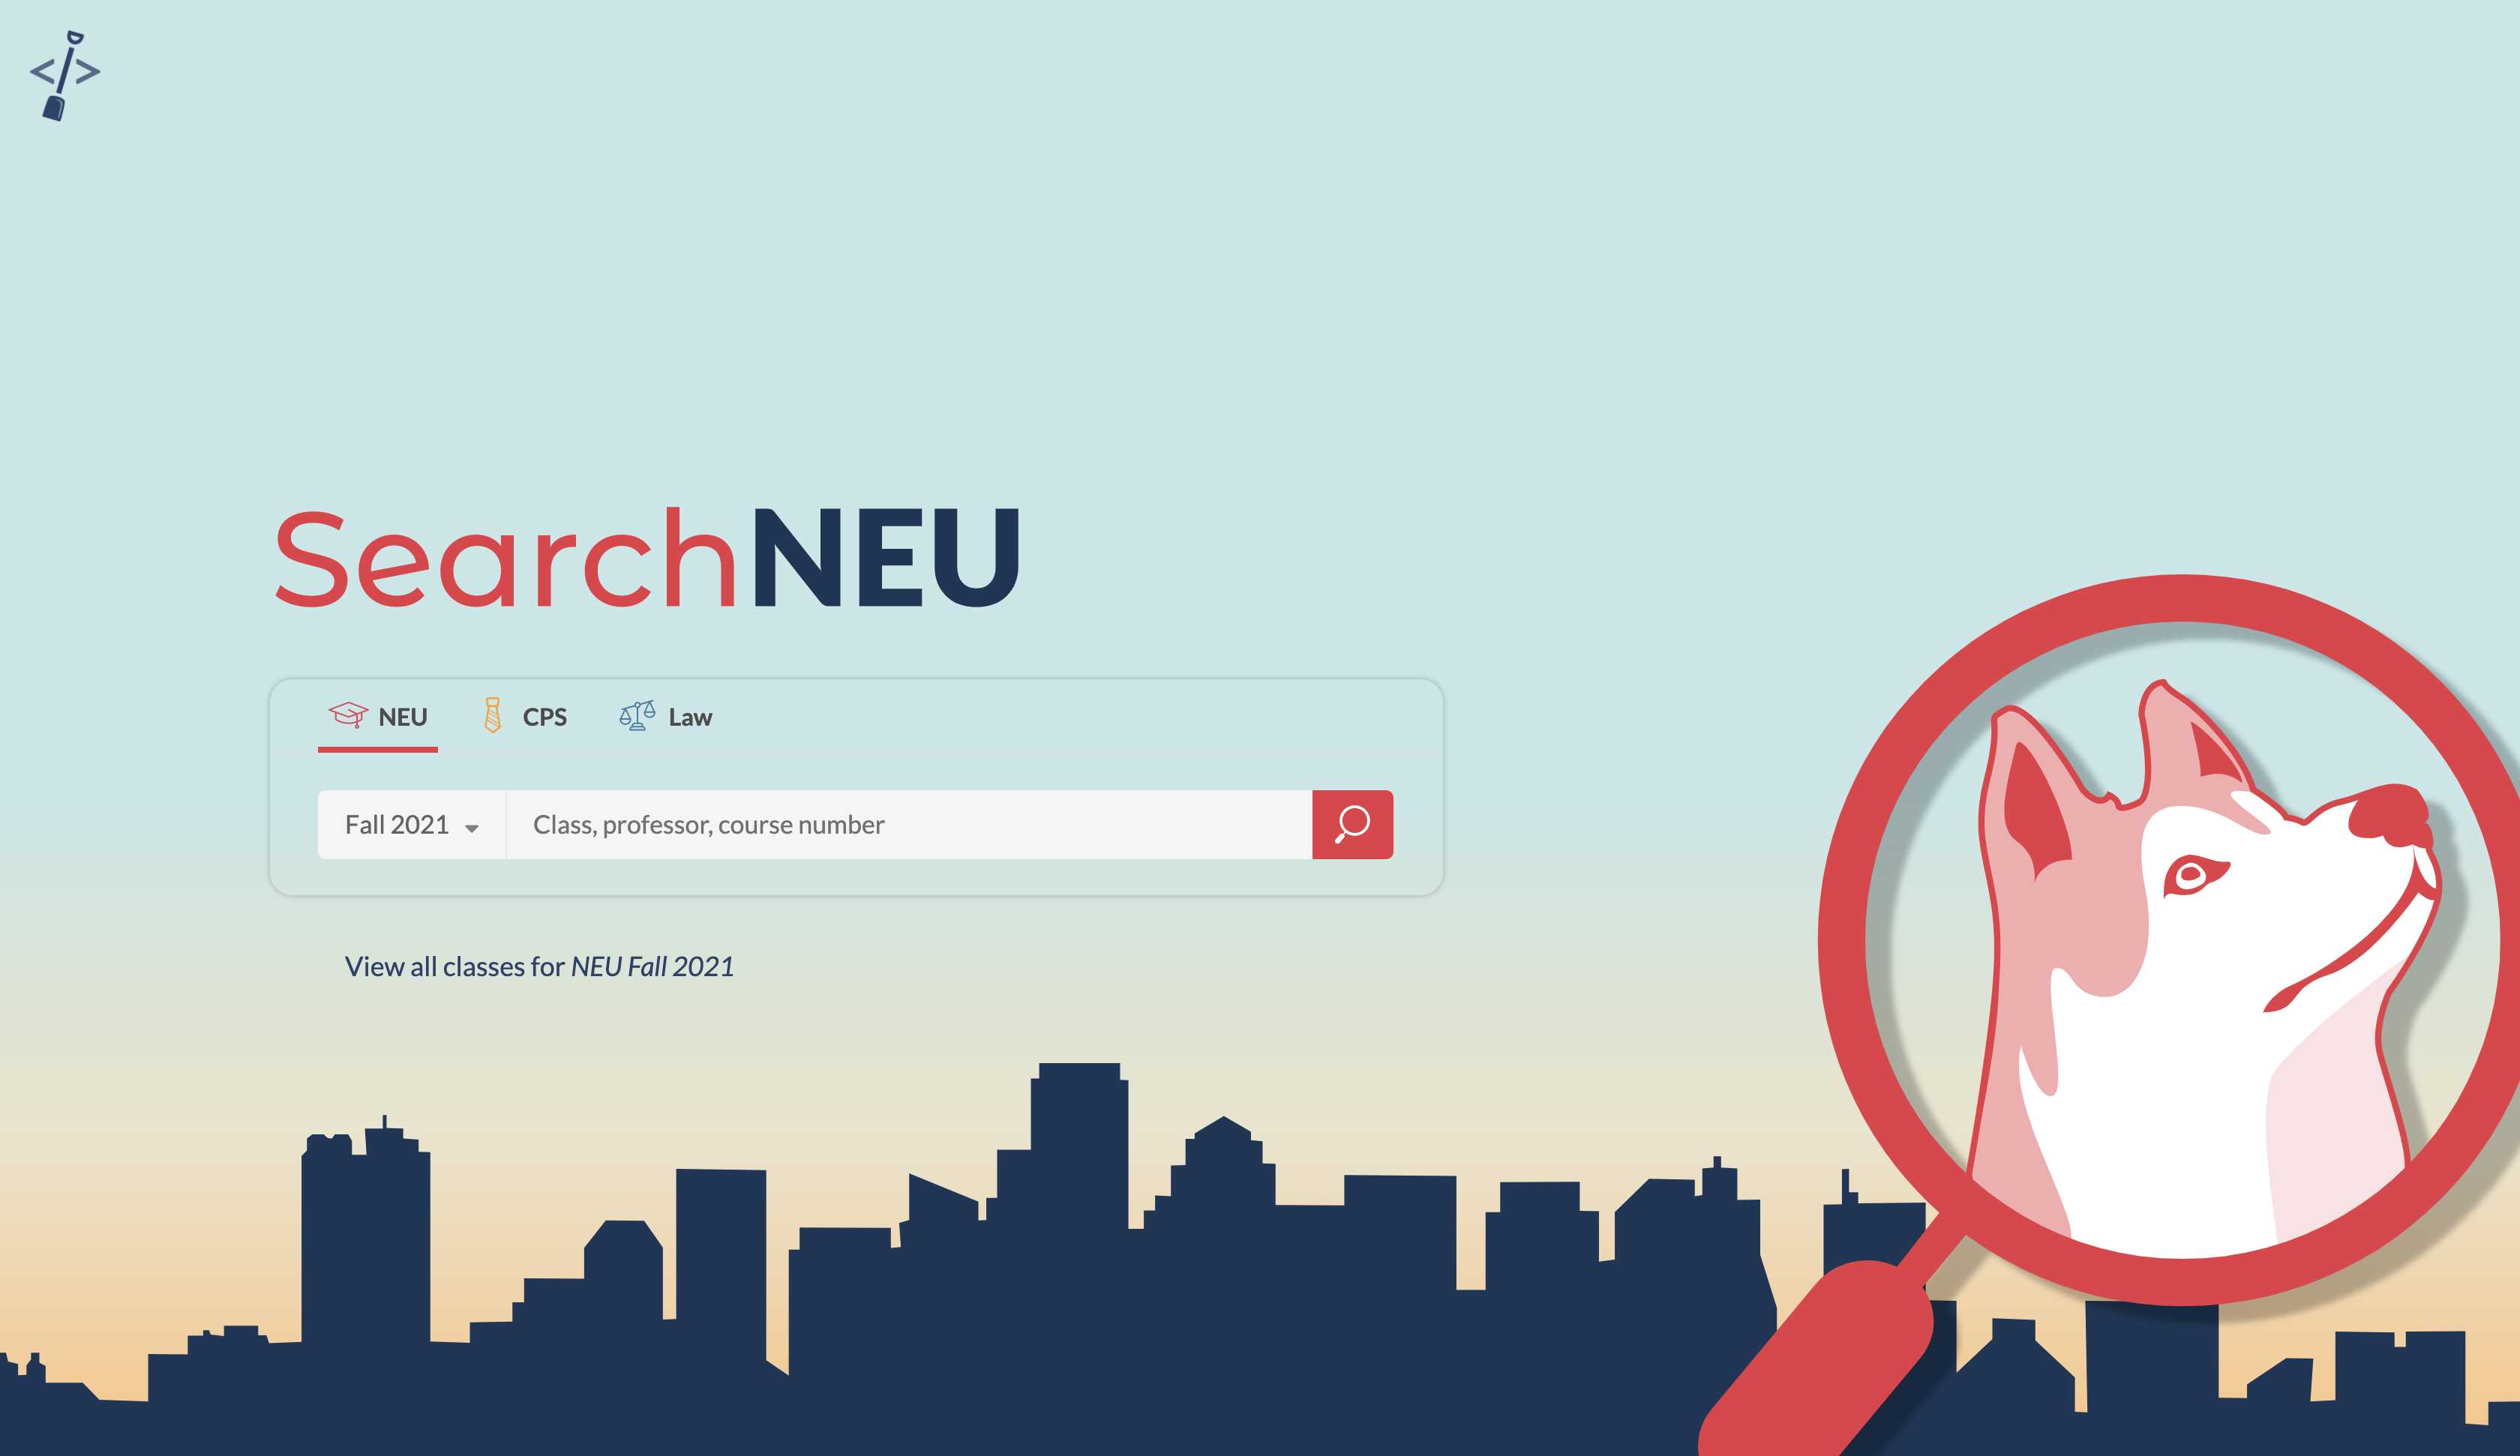 SearchNEU
NEU CPS Law
Fall 2021 Class, professor, course number
View all classes for NEU Fall 2021